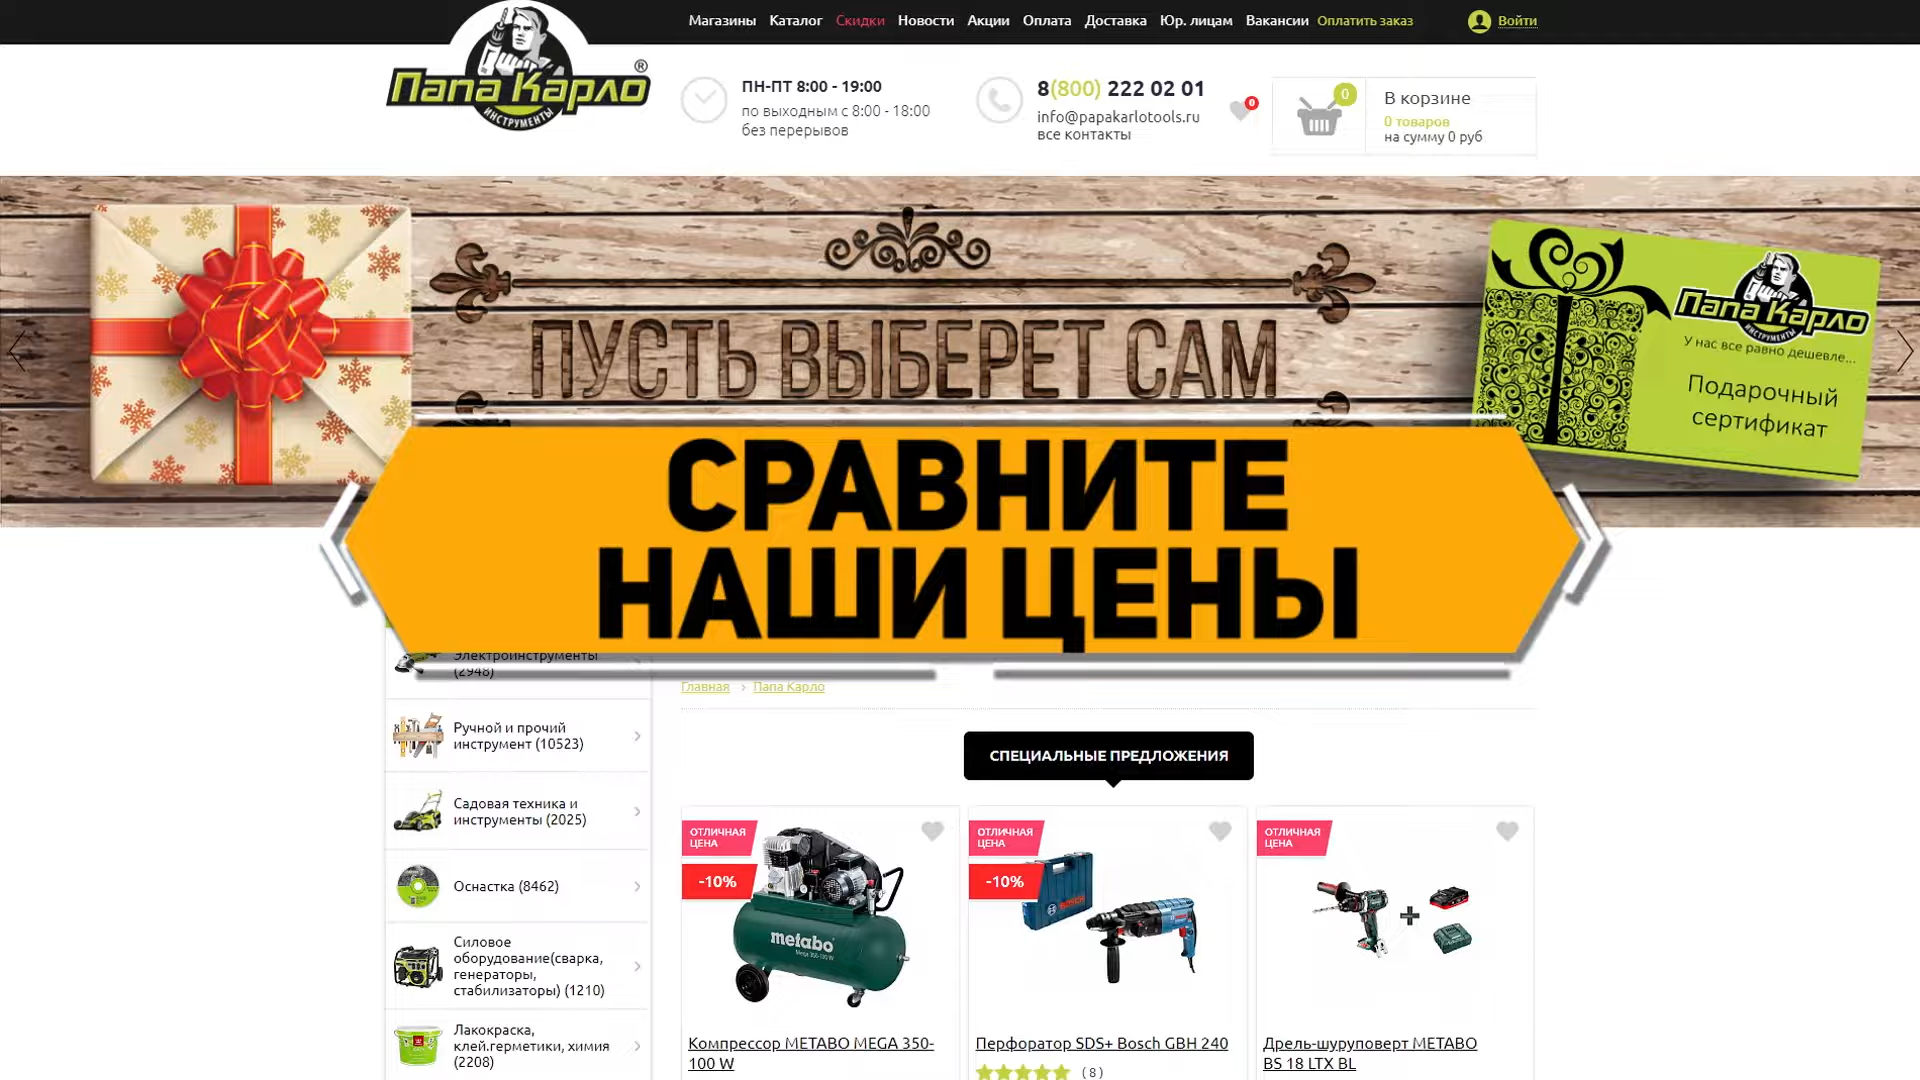 Магазины Каталог Скидки Новости Акции Оплата Доставка Юр. лицам Вакансии Оплатить заказ Войти
Папа Карло ®
ИНСТРУМЕНТЫ
ПН-ПТ 8:00 - 19:00
по выходным с 8:00 - 18:00
без перерывов
8(800) 222 02 01
info@papakarlotools.ru
все контакты
0
0
В корзине
0 товаров
на сумму 0 руб
ПУСТЬ ВЫБЕРЕТ САМ
Папа Карло
ИНСТРУМЕНТЫ
У нас все равно дешевле...
Подарочный
сертификат
СРАВНИТЕ
НАШИ ЦЕНЫ
Электроинструменты
(2948)
Ручной и прочий
инструмент (10523)
Садовая техника и
инструменты (2025)
Оснастка (8462)
Силовое
оборудование(сварка,
генераторы,
стабилизаторы) (1210)
Лакокраска,
клей.герметики, химия
(2208)
Главная › Папа Карло
СПЕЦИАЛЬНЫЕ ПРЕДЛОЖЕНИЯ
ОТЛИЧНАЯ
ЦЕНА
-10%
metabo
Mega 350-100 W
Компрессор METABO MEGA 350-
100 W
ОТЛИЧНАЯ
ЦЕНА
-10%
BOSCH
Перфоратор SDS+ Bosch GBH 240
( 8 )
ОТЛИЧНАЯ
ЦЕНА
Дрель-шуруповерт METABO
BS 18 LTX BL